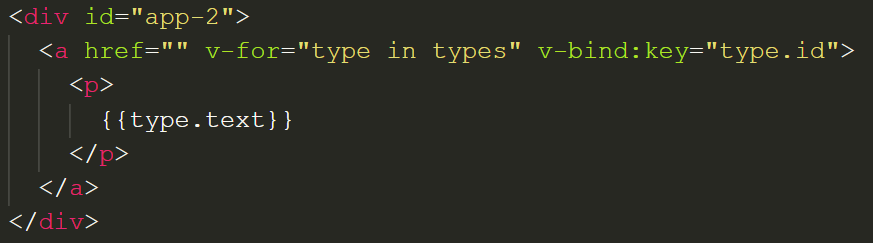 <div id="app-2">
<a href="" v-for="type in types" v-bind:key="type.id">
<p>
{{type.text}}
</p>
</a>
</div>